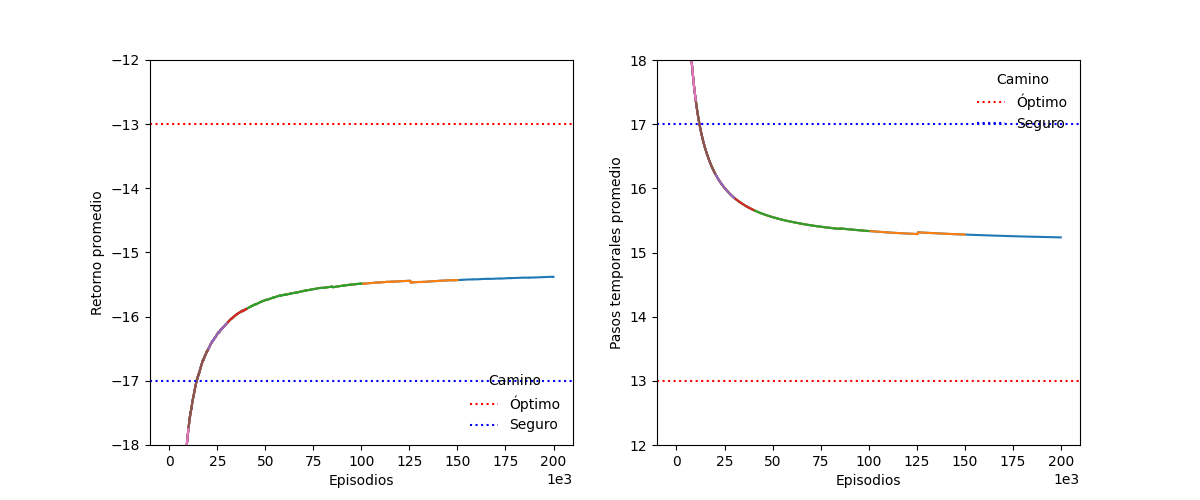 Retorno promedio
−12
−13
−14
−15
−16
−17
−18
0
25
50
75
100
125
150
175
200
1e3
Episodios
Camino
Óptimo
Seguro
Pasos temporales promedio
18
17
16
15
14
13
12
0
25
50
75
100
125
150
175
200
1e3
Episodios
Camino
Óptimo
Seguro